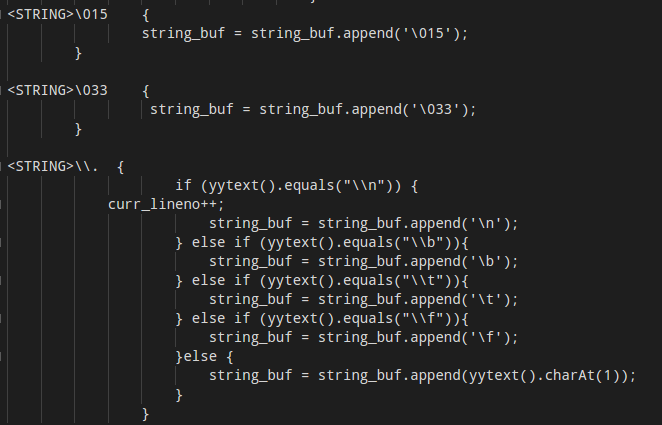 <STRING>\015    {
                string_buf = string_buf.append('\015');
        }

<STRING>\033    {
                 string_buf = string_buf.append('\033');
        }

<STRING>\\.  {
                    if (yytext().equals("\\n")) {
            curr_lineno++;
                        string_buf = string_buf.append('\n');
                    } else if (yytext().equals("\\b")){
                        string_buf = string_buf.append('\b');
                    } else if (yytext().equals("\\t")){
                        string_buf = string_buf.append('\t');
                    } else if (yytext().equals("\\f")){
                        string_buf = string_buf.append('\f');
                    }else {
                        string_buf = string_buf.append(yytext().charAt(1));
                    }
                }